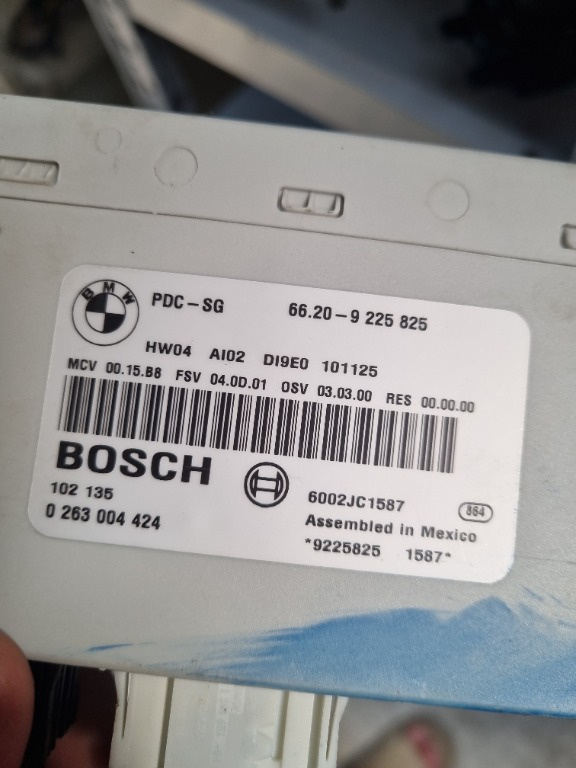 BMW
PDC-SG 66.20-9 225 825
HW04 AI02 DI9E0 101125
MCV 00.15.B8 FSV 04.0D.01 OSV 03.03.00 RES 00.00.00
BOSCH
102 135
0 263 004 424
6002JC1587 864
Assembled in Mexico
*9225825 1587*